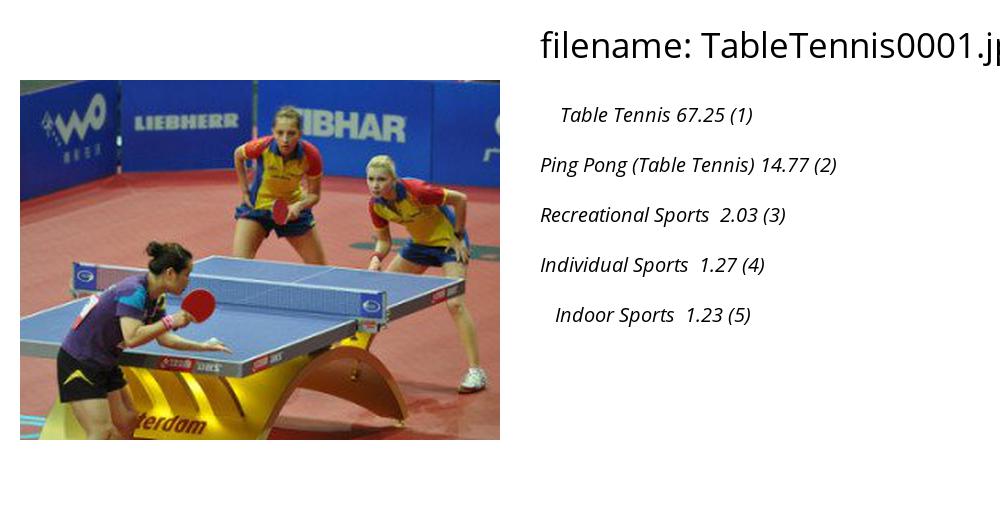 filename: TableTennis0001.j
Table Tennis 67.25 (1)
Ping Pong (Table Tennis) 14.77 (2)
Recreational Sports 2.03 (3)
Individual Sports 1.27 (4)
Indoor Sports 1.23 (5)
WO
LIEBHERR
IBHAR
terdam